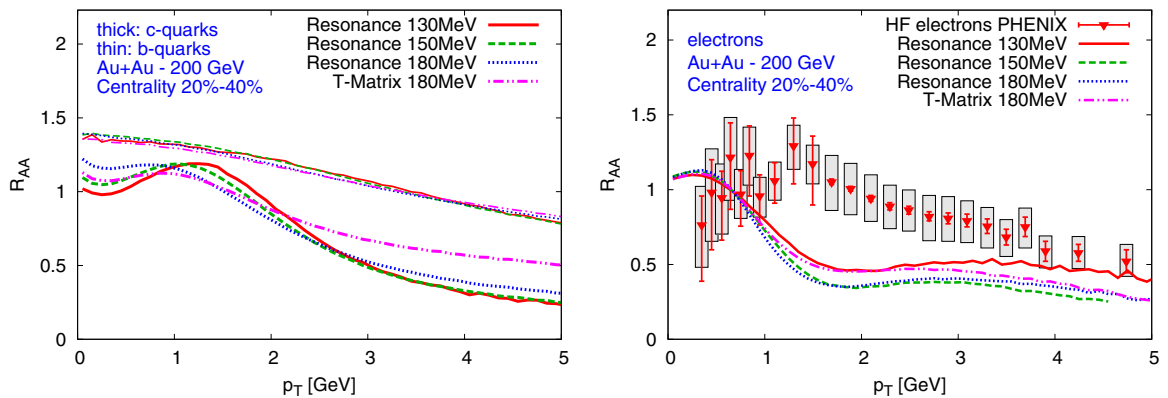 thick: c-quarks
thin: b-quarks
Au+Au - 200 GeV
Centrality 20%-40%
Resonance 130MeV
Resonance 150MeV
Resonance 180MeV
T-Matrix 180MeV
2
1.5
1
0.5
0
R_AA
0 1 2 3 4 5
p_T [GeV]
electrons
Au+Au - 200 GeV
Centrality 20%-40%
HF electrons PHENIX
Resonance 130MeV
Resonance 150MeV
Resonance 180MeV
T-Matrix 180MeV
2
1.5
1
0.5
0
R_AA
0 1 2 3 4 5
p_T [GeV]